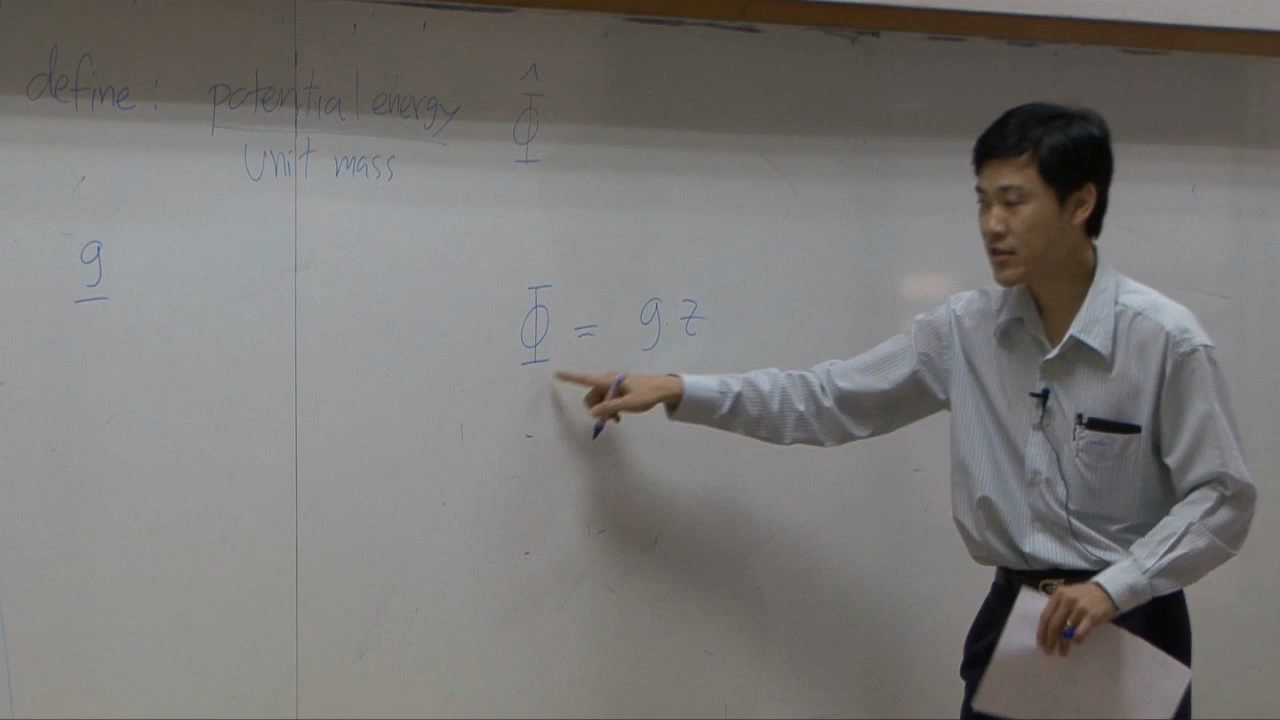 define : potential energy Φ̂
unit mass
g
Φ = g.z